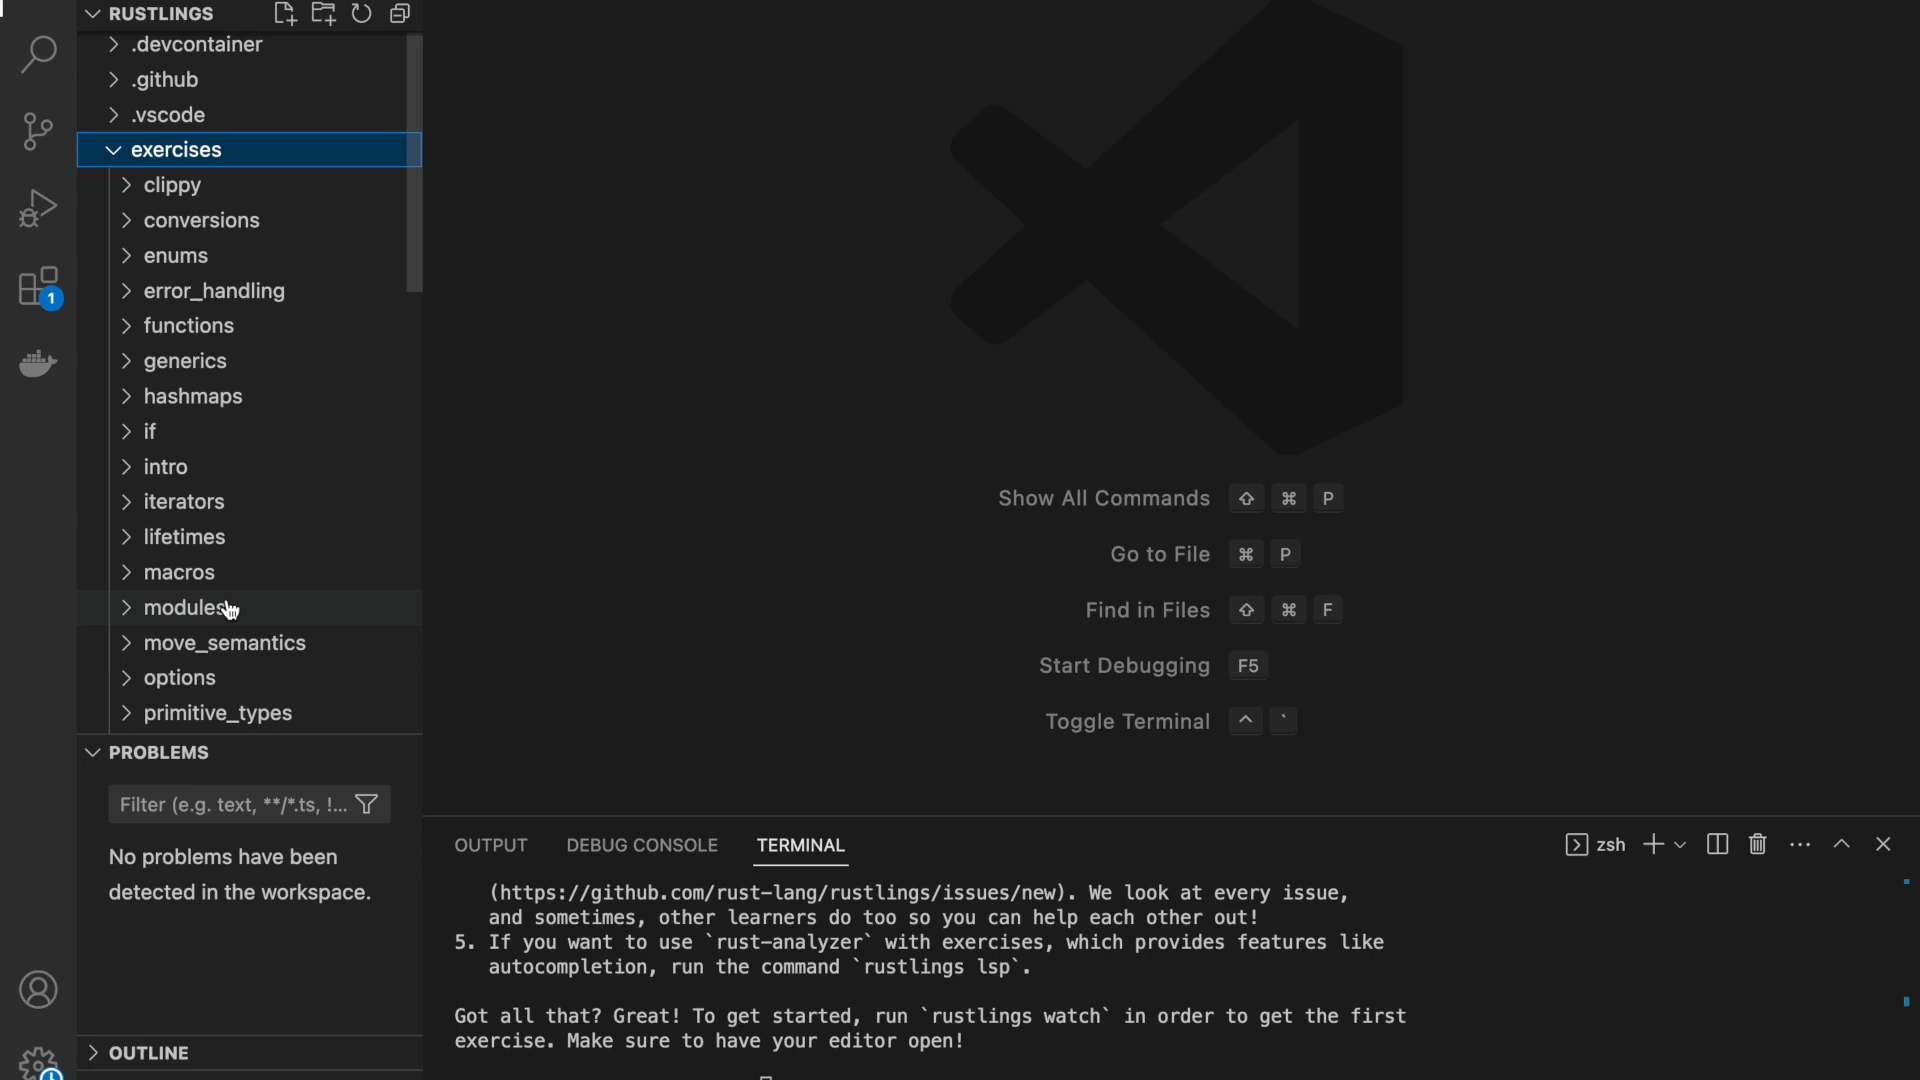 RUSTLINGS
.devcontainer
.github
.vscode
exercises
clippy
conversions
enums
error_handling
functions
generics
hashmaps
if
intro
iterators
lifetimes
macros
modules
move_semantics
options
primitive_types
PROBLEMS
Filter (e.g. text, **/*.ts, !...
No problems have been
detected in the workspace.
OUTLINE
1
Show All Commands ⇧ ⌘ P
Go to File ⌘ P
Find in Files ⇧ ⌘ F
Start Debugging F5
Toggle Terminal ^ `
OUTPUT DEBUG CONSOLE TERMINAL zsh
(https://github.com/rust-lang/rustlings/issues/new). We look at every issue,
and sometimes, other learners do too so you can help each other out!
5. If you want to use `rust-analyzer` with exercises, which provides features like
autocompletion, run the command `rustlings lsp`.
Got all that? Great! To get started, run `rustlings watch` in order to get the first
exercise. Make sure to have your editor open!